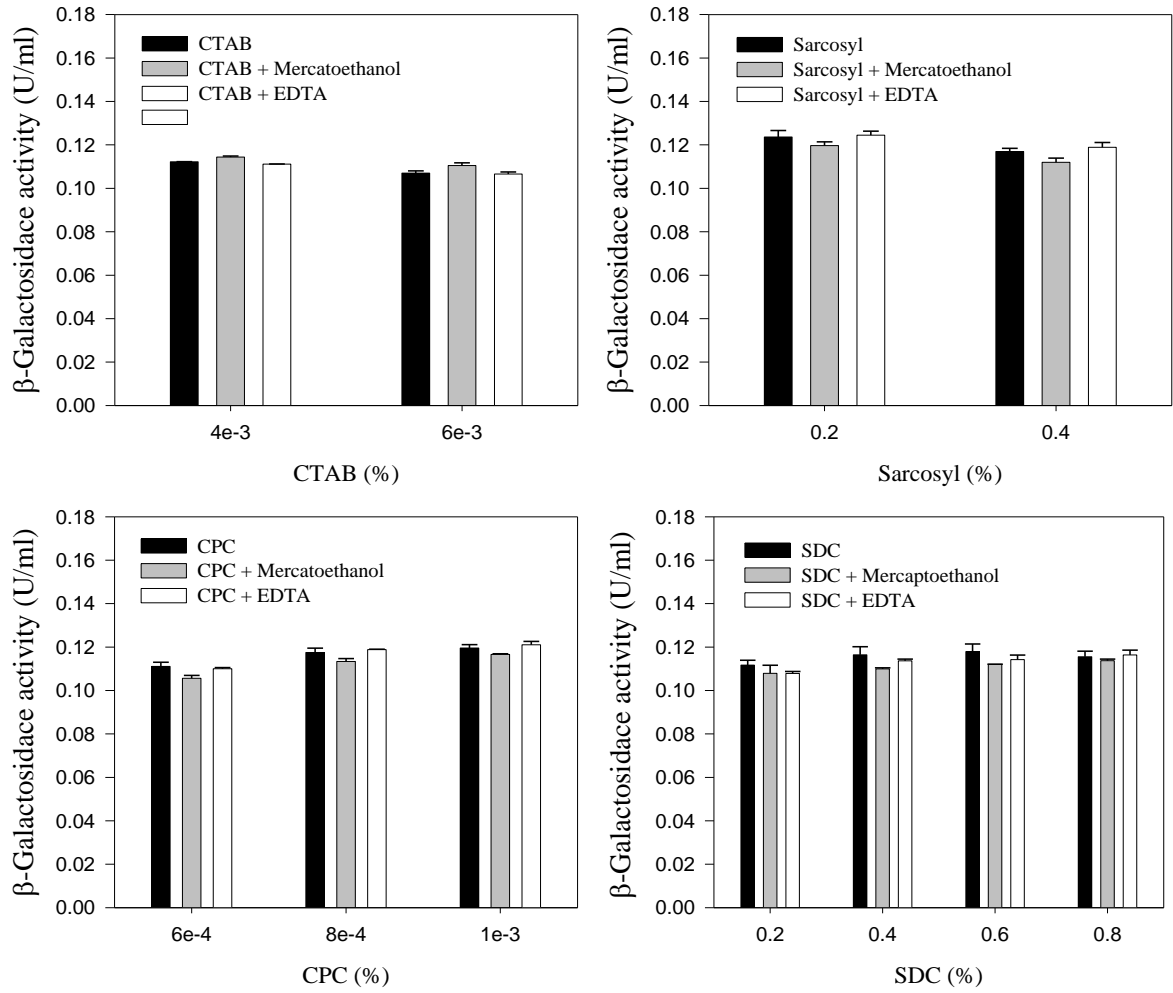 β-Galactosidace activity (U/ml)
0.18
0.16
0.14
0.12
0.10
0.08
0.06
0.04
0.02
0.00
CTAB
CTAB + Mercatoethanol
CTAB + EDTA
4e-3 6e-3
CTAB (%)
β-Galactosidace activity (U/ml)
0.18
0.16
0.14
0.12
0.10
0.08
0.06
0.04
0.02
0.00
Sarcosyl
Sarcosyl + Mercatoethanol
Sarcosyl + EDTA
0.2 0.4
Sarcosyl (%)
β-Galactosidace activity (U/ml)
0.18
0.16
0.14
0.12
0.10
0.08
0.06
0.04
0.02
0.00
CPC
CPC + Mercatoethanol
CPC + EDTA
6e-4 8e-4 1e-3
CPC (%)
β-Galactosidace activity (U/ml)
0.18
0.16
0.14
0.12
0.10
0.08
0.06
0.04
0.02
0.00
SDC
SDC + Mercaptoethanol
SDC + EDTA
0.2 0.4 0.6 0.8
SDC (%)